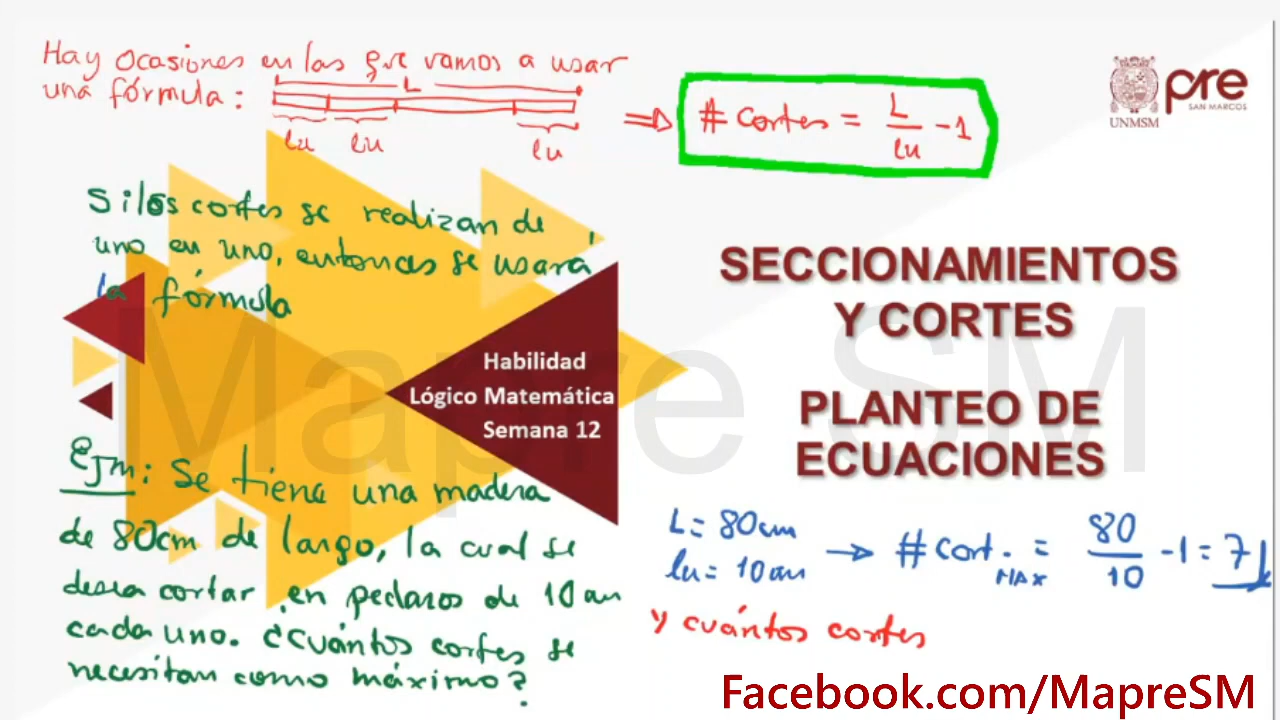 Hay ocasiones en las que vamos a usar
una fórmula:
L
lu lu lu
⇒ # cortes = L/lu - 1
pre
SAN MARCOS
UNMSM
Si los cortes se realizan de
uno en uno, entonces se usará
la fórmula
SECCIONAMIENTOS
Y CORTES
PLANTEO DE
ECUACIONES
Habilidad
Lógico Matemática
Semana 12
Mapre SM
Ejm: Se tiene una madera
de 80cm de largo, la cual se
desea cortar en pedazos de 10 cm
cada uno. ¿Cuántos cortes se
necesitan como máximo?
L = 80cm
lu = 10cm
→ # cort. MAX = 80/10 - 1 = 7
y cuántos cortes
Facebook.com/MapreSM